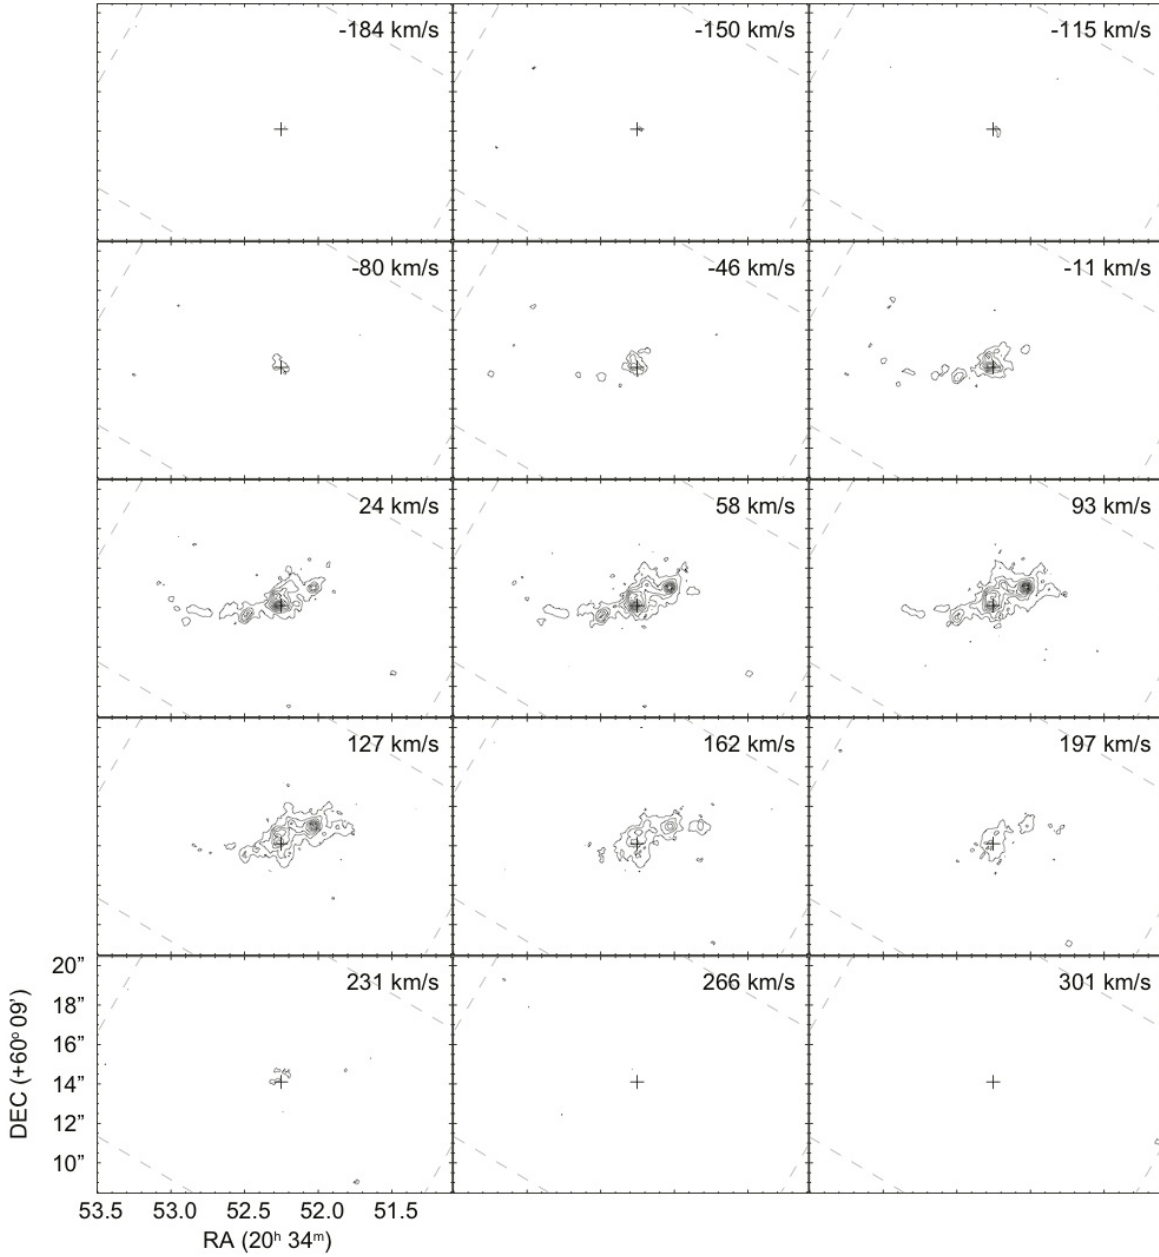 -184 km/s
-150 km/s
-115 km/s
-80 km/s
-46 km/s
-11 km/s
24 km/s
58 km/s
93 km/s
127 km/s
162 km/s
197 km/s
231 km/s
266 km/s
301 km/s
20”
18”
16”
14”
12”
10”
DEC (+60º 09’)
53.5 53.0 52.5 52.0 51.5
RA (20ʰ 34ᵐ)